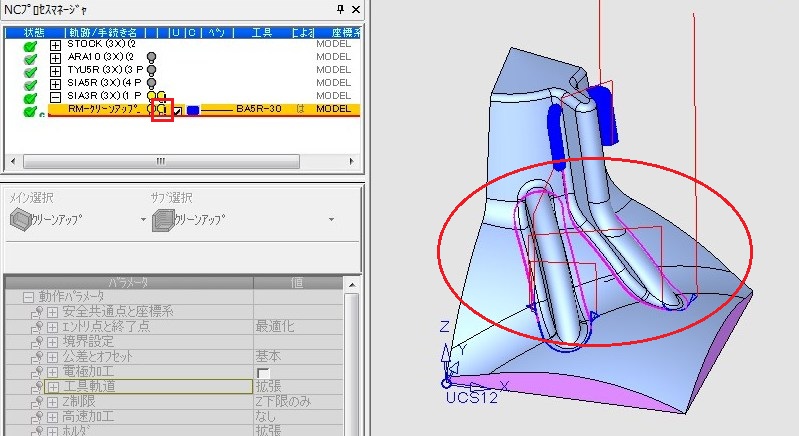 NCﾌﾟﾛｾｽﾏﾈｰｼﾞｬ
状態 軌跡/手続き名 U C ﾍﾟﾝ 工具 による 座標系
STOCK (3X)(2 MODEL
ARA10 (3X)(2 MODEL
TYU5R (3X)(3 P MODEL
SIA5R (3X)(4 P MODEL
SIA3R (3X)(1 P MODEL
RM-ｸﾘｰﾝｱｯﾌﾟ BA5R-30 は MODEL
メイン選択 サブ選択
ｸﾘｰﾝｱｯﾌﾟ ｸﾘｰﾝｱｯﾌﾟ
ﾊﾟﾗﾒｰﾀ 値
動作ﾊﾟﾗﾒｰﾀ
安全共通点と座標系
ｴﾝﾄﾘ点と終了点 最適化
境界設定
公差とｵﾌｾｯﾄ 基本
電極加工
工具軌道 拡張
Z制限 Z下限のみ
高速加工 なし
ﾎﾙﾀﾞ 拡張
Z
Y
X
UCS12